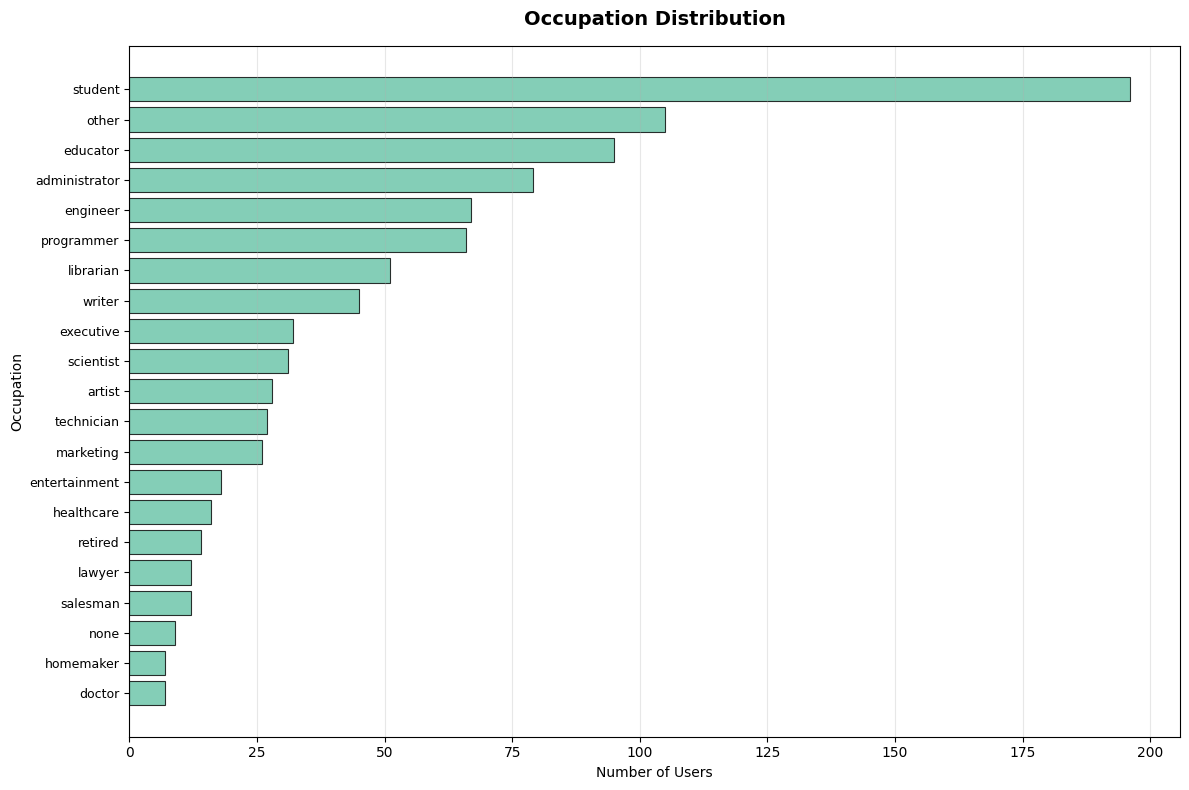 Occupation Distribution
student
other
educator
administrator
engineer
programmer
librarian
writer
executive
scientist
artist
technician
marketing
entertainment
healthcare
retired
lawyer
salesman
none
homemaker
doctor
Occupation
0 25 50 75 100 125 150 175 200
Number of Users